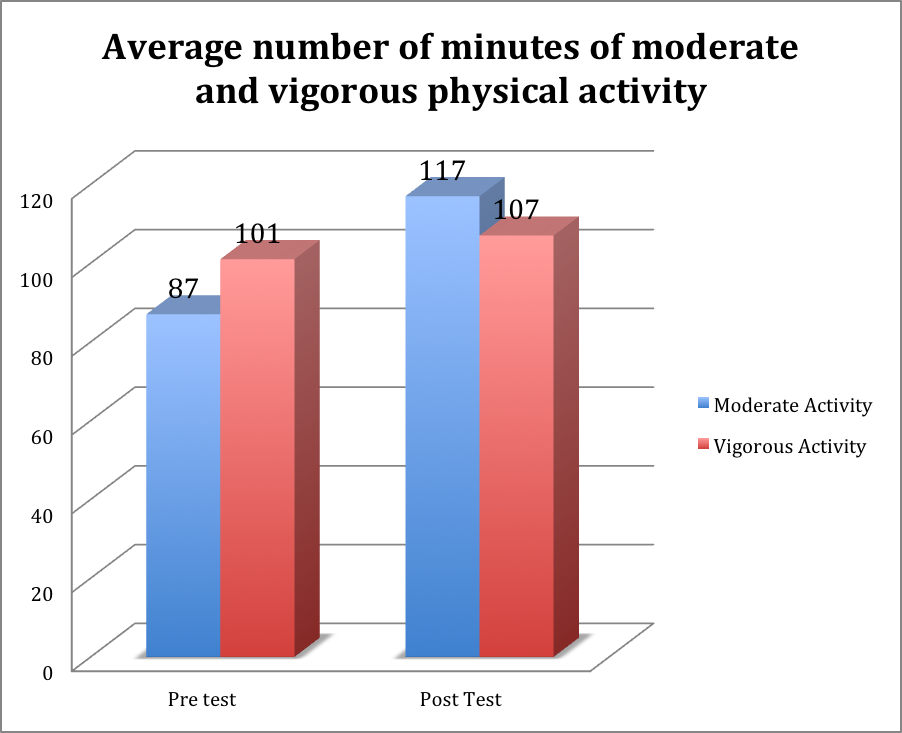 Average number of minutes of moderate
and vigorous physical activity
120
100
80
60
40
20
0
87
101
117
107
Pre test
Post Test
Moderate Activity
Vigorous Activity